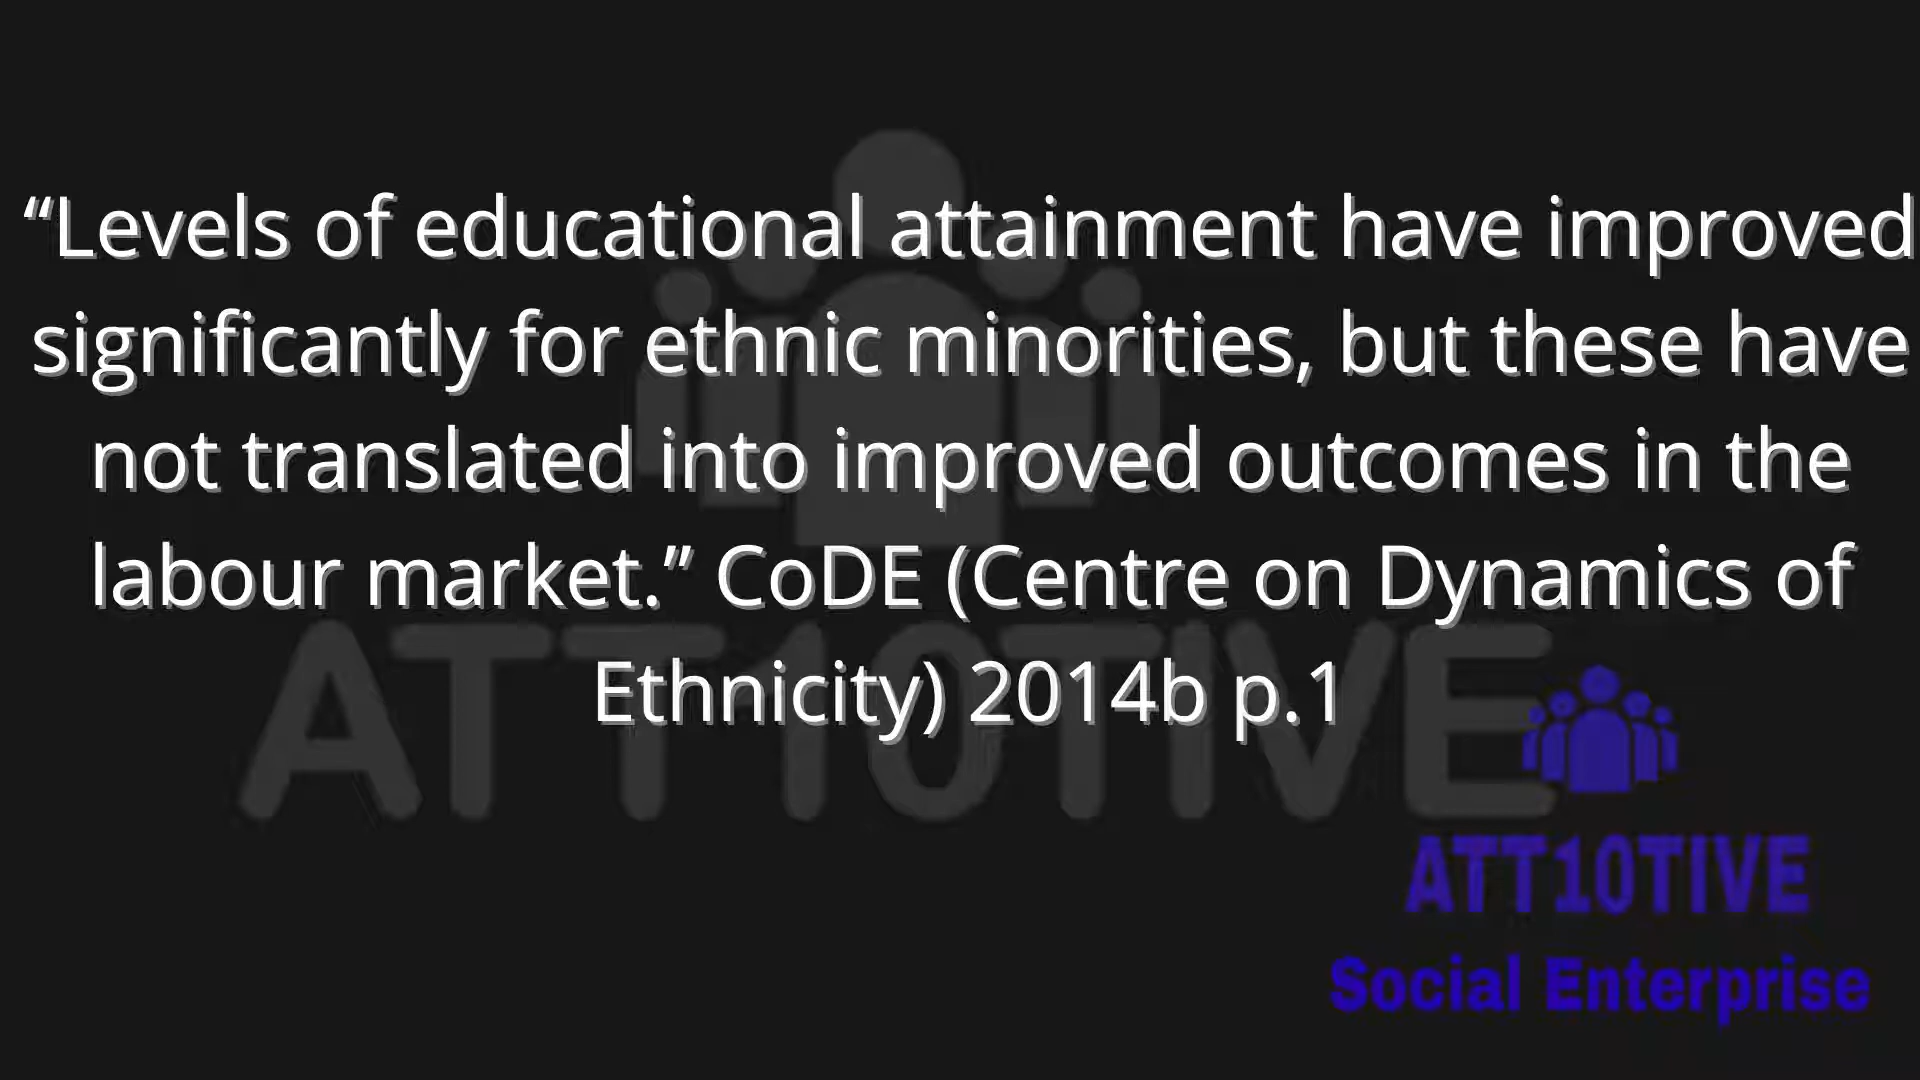 “Levels of educational attainment have improved
significantly for ethnic minorities, but these have
not translated into improved outcomes in the
labour market.” CoDE (Centre on Dynamics of
Ethnicity) 2014b p.1
ATT10TIVE
ATT10TIVE
Social Enterprise